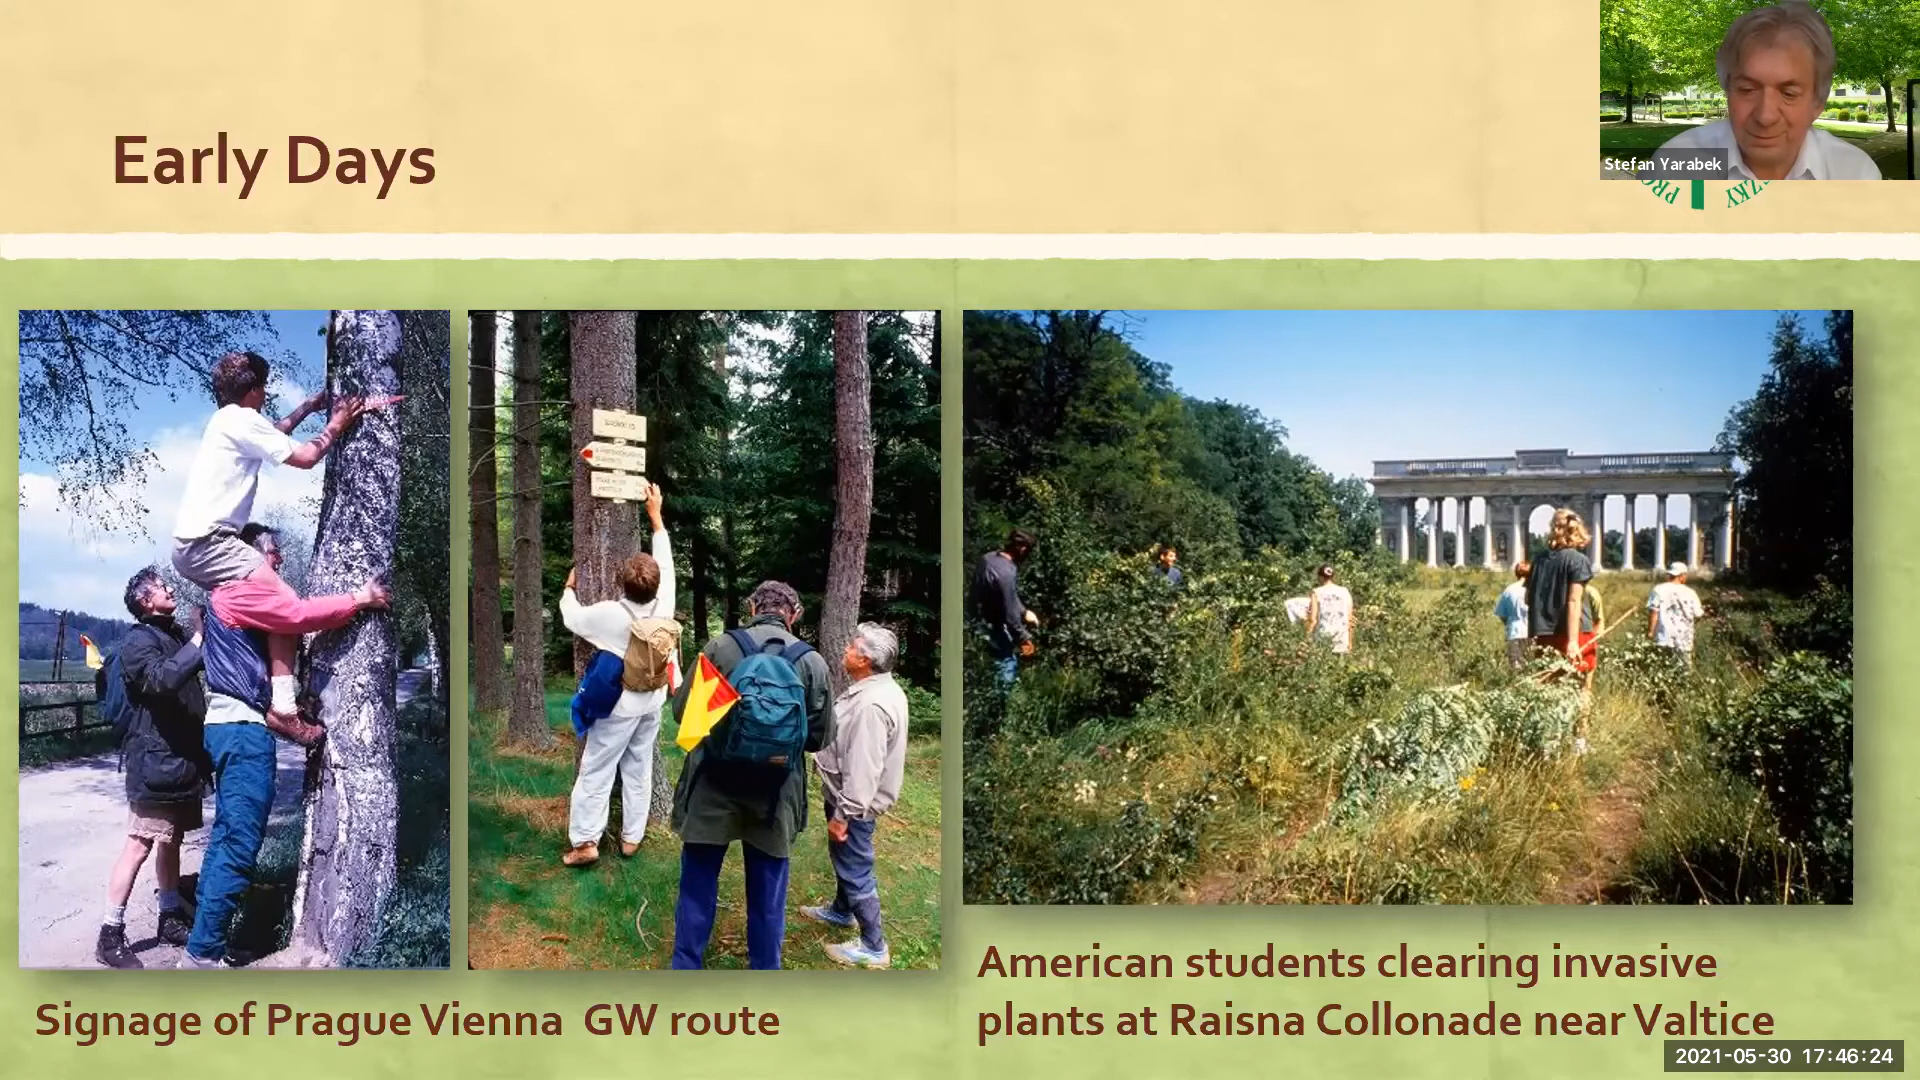 Early Days
Stefan Yarabek
Signage of Prague Vienna GW route
American students clearing invasive
plants at Raisna Collonade near Valtice
2021-05-30 17:46:24